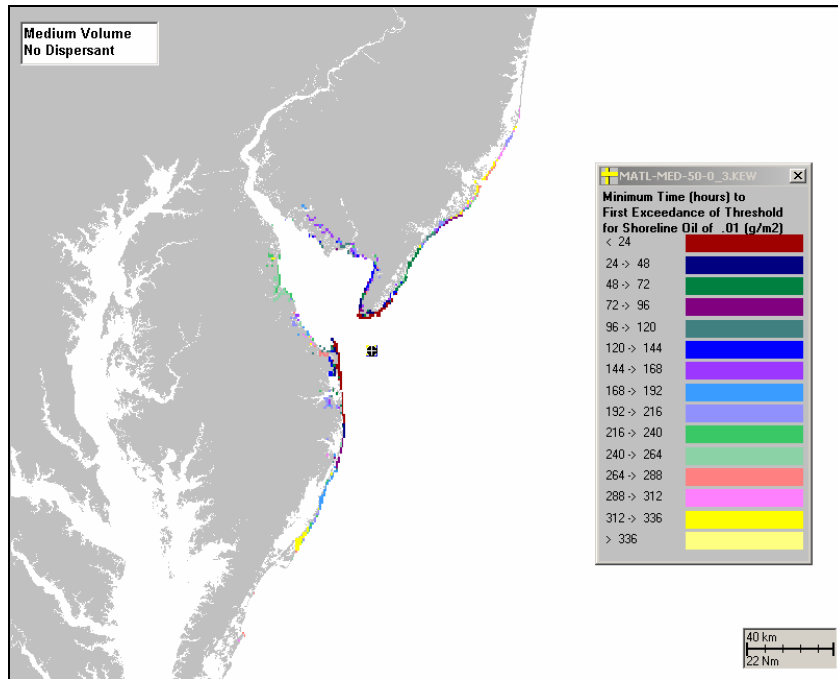 Medium Volume
No Dispersant
MATL-MED-50-0_3.KEW
Minimum Time (hours) to
First Exceedance of Threshold
for Shoreline Oil of .01 (g/m2)
< 24
24 -> 48
48 -> 72
72 -> 96
96 -> 120
120 -> 144
144 -> 168
168 -> 192
192 -> 216
216 -> 240
240 -> 264
264 -> 288
288 -> 312
312 -> 336
> 336
40 km
22 Nm